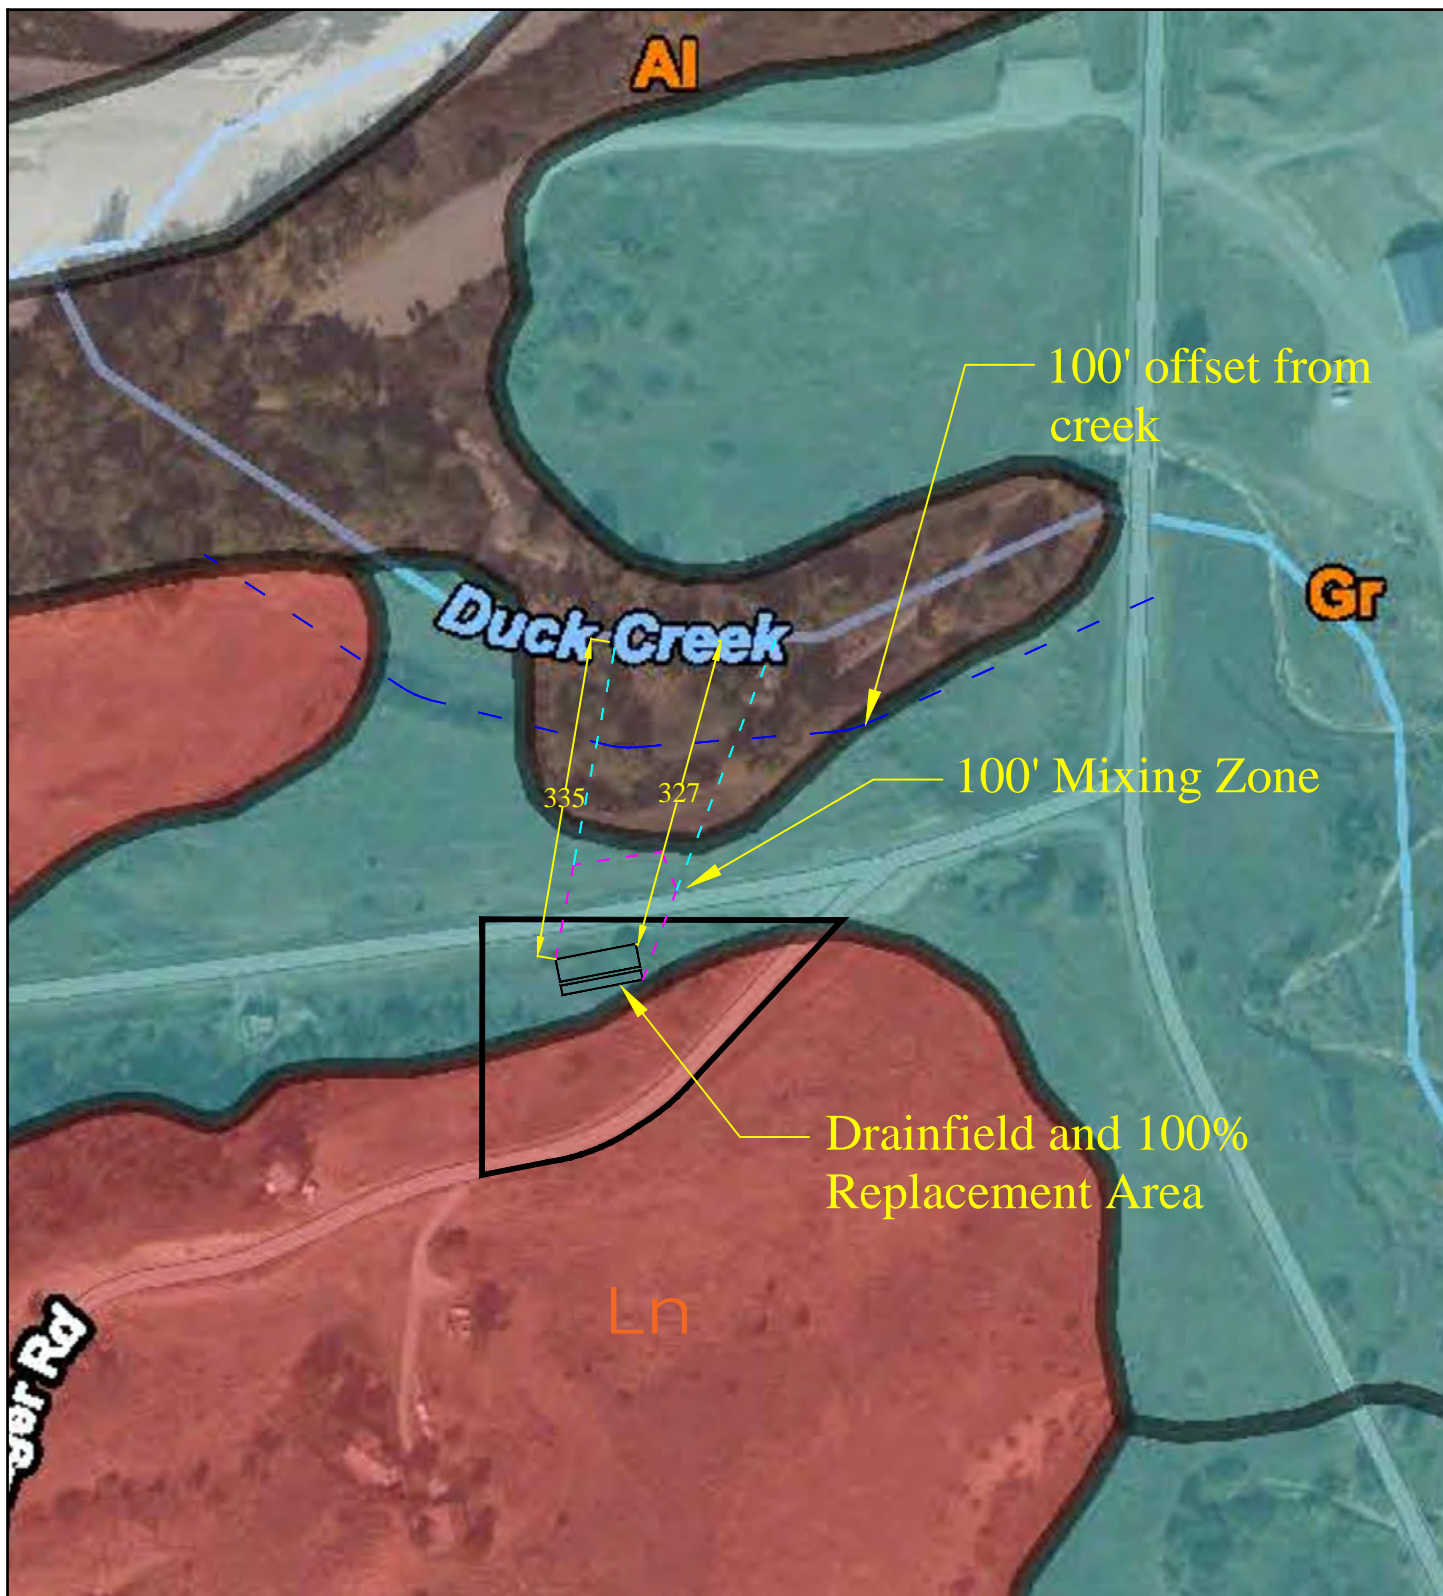 Al
100' offset from
creek
Gr
Duck Creek
335
327
100' Mixing Zone
Drainfield and 100%
Replacement Area
Ln
Rd